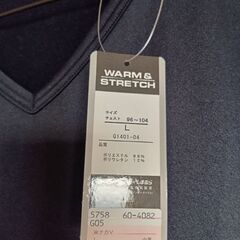 WARM &
STRETCH
サイズ
チェスト 96~104
L
G1401-04
品質
ポリエステル 88%
ポリウレタン 12%
5758 60-4082
G05